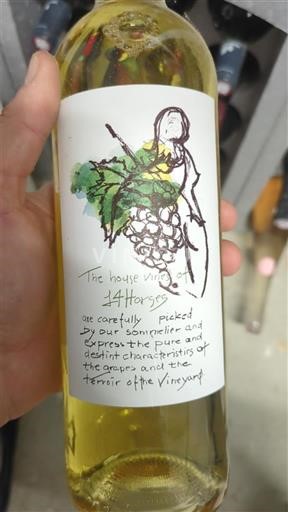 The house vines of
14 Horses
are carefully picked
by our sommelier and
express the pure and
destint characteristics of
the grapes and the
terroir of the Vineyard